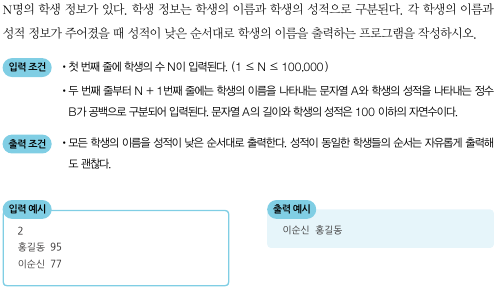 N명의 학생 정보가 있다. 학생 정보는 학생의 이름과 학생의 성적으로 구분된다. 각 학생의 이름과
성적 정보가 주어졌을 때 성적이 낮은 순서대로 학생의 이름을 출력하는 프로그램을 작성하시오.
입력 조건
• 첫 번째 줄에 학생의 수 N이 입력된다. (1 ≤ N ≤ 100,000)
• 두 번째 줄부터 N + 1번째 줄에는 학생의 이름을 나타내는 문자열 A와 학생의 성적을 나타내는 정수
B가 공백으로 구분되어 입력된다. 문자열 A의 길이와 학생의 성적은 100 이하의 자연수이다.
출력 조건
• 모든 학생의 이름을 성적이 낮은 순서대로 출력한다. 성적이 동일한 학생들의 순서는 자유롭게 출력해
도 괜찮다.
입력 예시
2
홍길동 95
이순신 77
출력 예시
이순신 홍길동